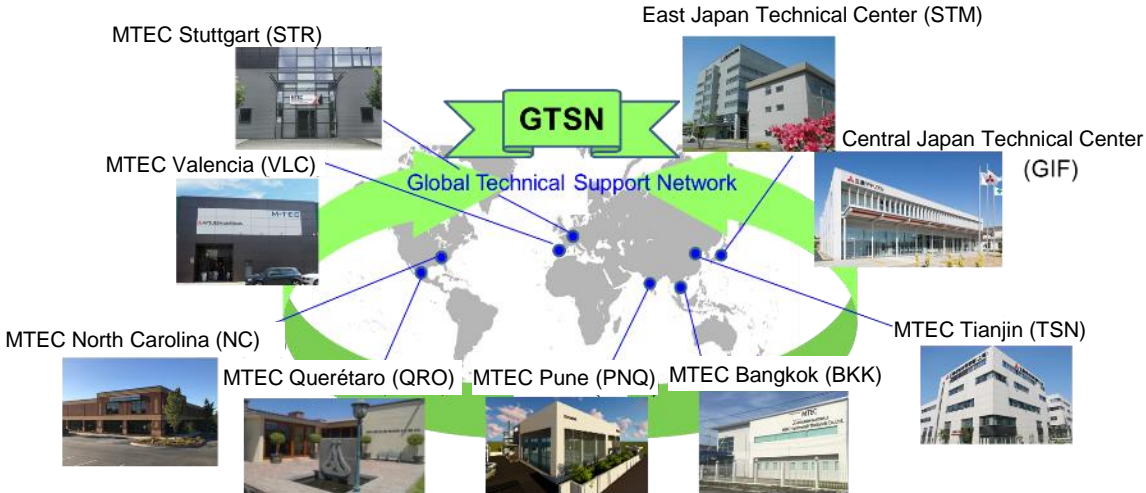 East Japan Technical Center (STM)
MTEC Stuttgart (STR)
GTSN
Central Japan Technical Center
(GIF)
MTEC Valencia (VLC)
Global Technical Support Network
M-TEC
MTEC North Carolina (NC)
MTEC Tianjin (TSN)
MTEC Querétaro (QRO)
MTEC Pune (PNQ)
MTEC Bangkok (BKK)
MTEC